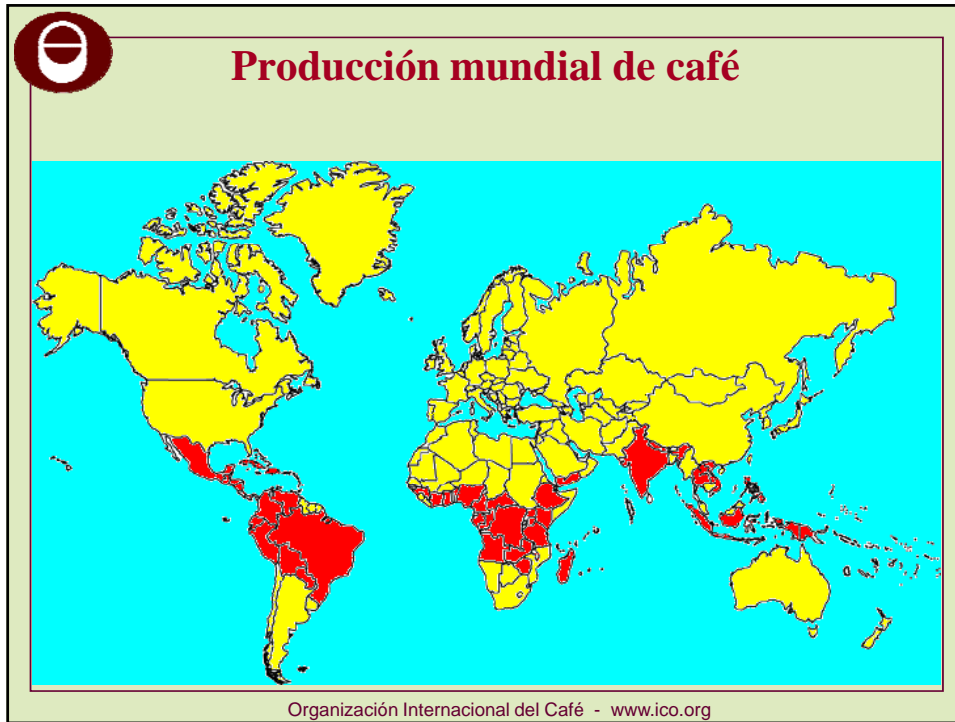 Producción mundial de café
Organización Internacional del Café - www.ico.org